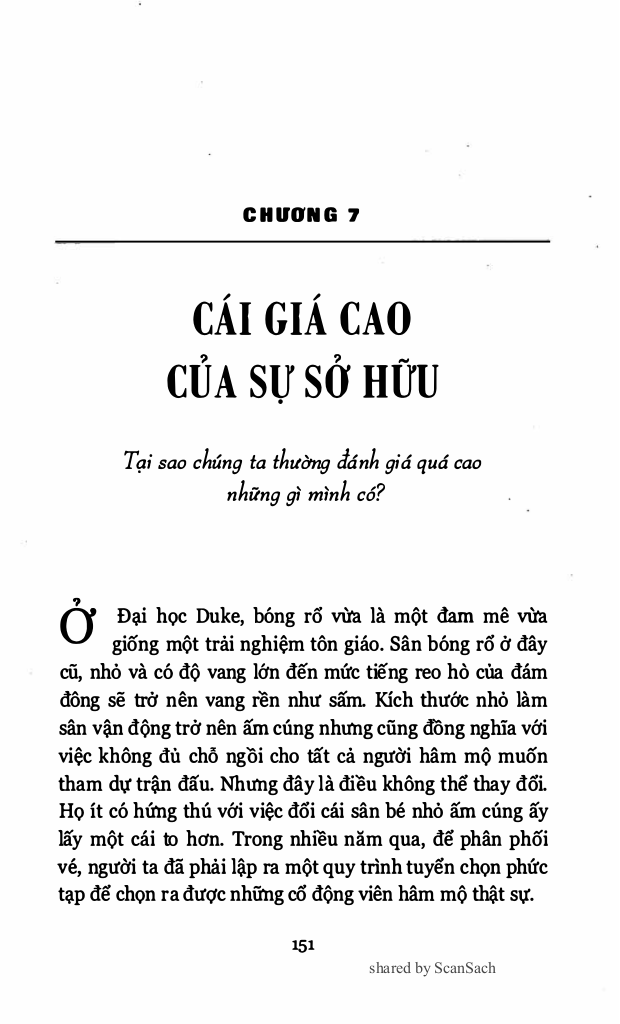 CHƯƠNG 7
CÁI GIÁ CAO
CỦA SỰ SỞ HỮU
Tại sao chúng ta thường đánh giá quá cao
những gì mình có?
Ở Đại học Duke, bóng rổ vừa là một đam mê vừa
giống một trải nghiệm tôn giáo. Sân bóng rổ ở đây
cũ, nhỏ và có độ vang lớn đến mức tiếng reo hò của đám
đông sẽ trở nên vang rền như sấm. Kích thước nhỏ làm
sân vận động trở nên ấm cúng nhưng cũng đồng nghĩa với
việc không đủ chỗ ngồi cho tất cả người hâm mộ muốn
tham dự trận đấu. Nhưng đây là điều không thể thay đổi.
Họ ít có hứng thú với việc đổi cái sân bé nhỏ ấm cúng ấy
lấy một cái to hơn. Trong nhiều năm qua, để phân phối
vé, người ta đã phải lập ra một quy trình tuyển chọn phức
tạp để chọn ra được những cổ động viên hâm mộ thật sự.
151
shared by ScanSach